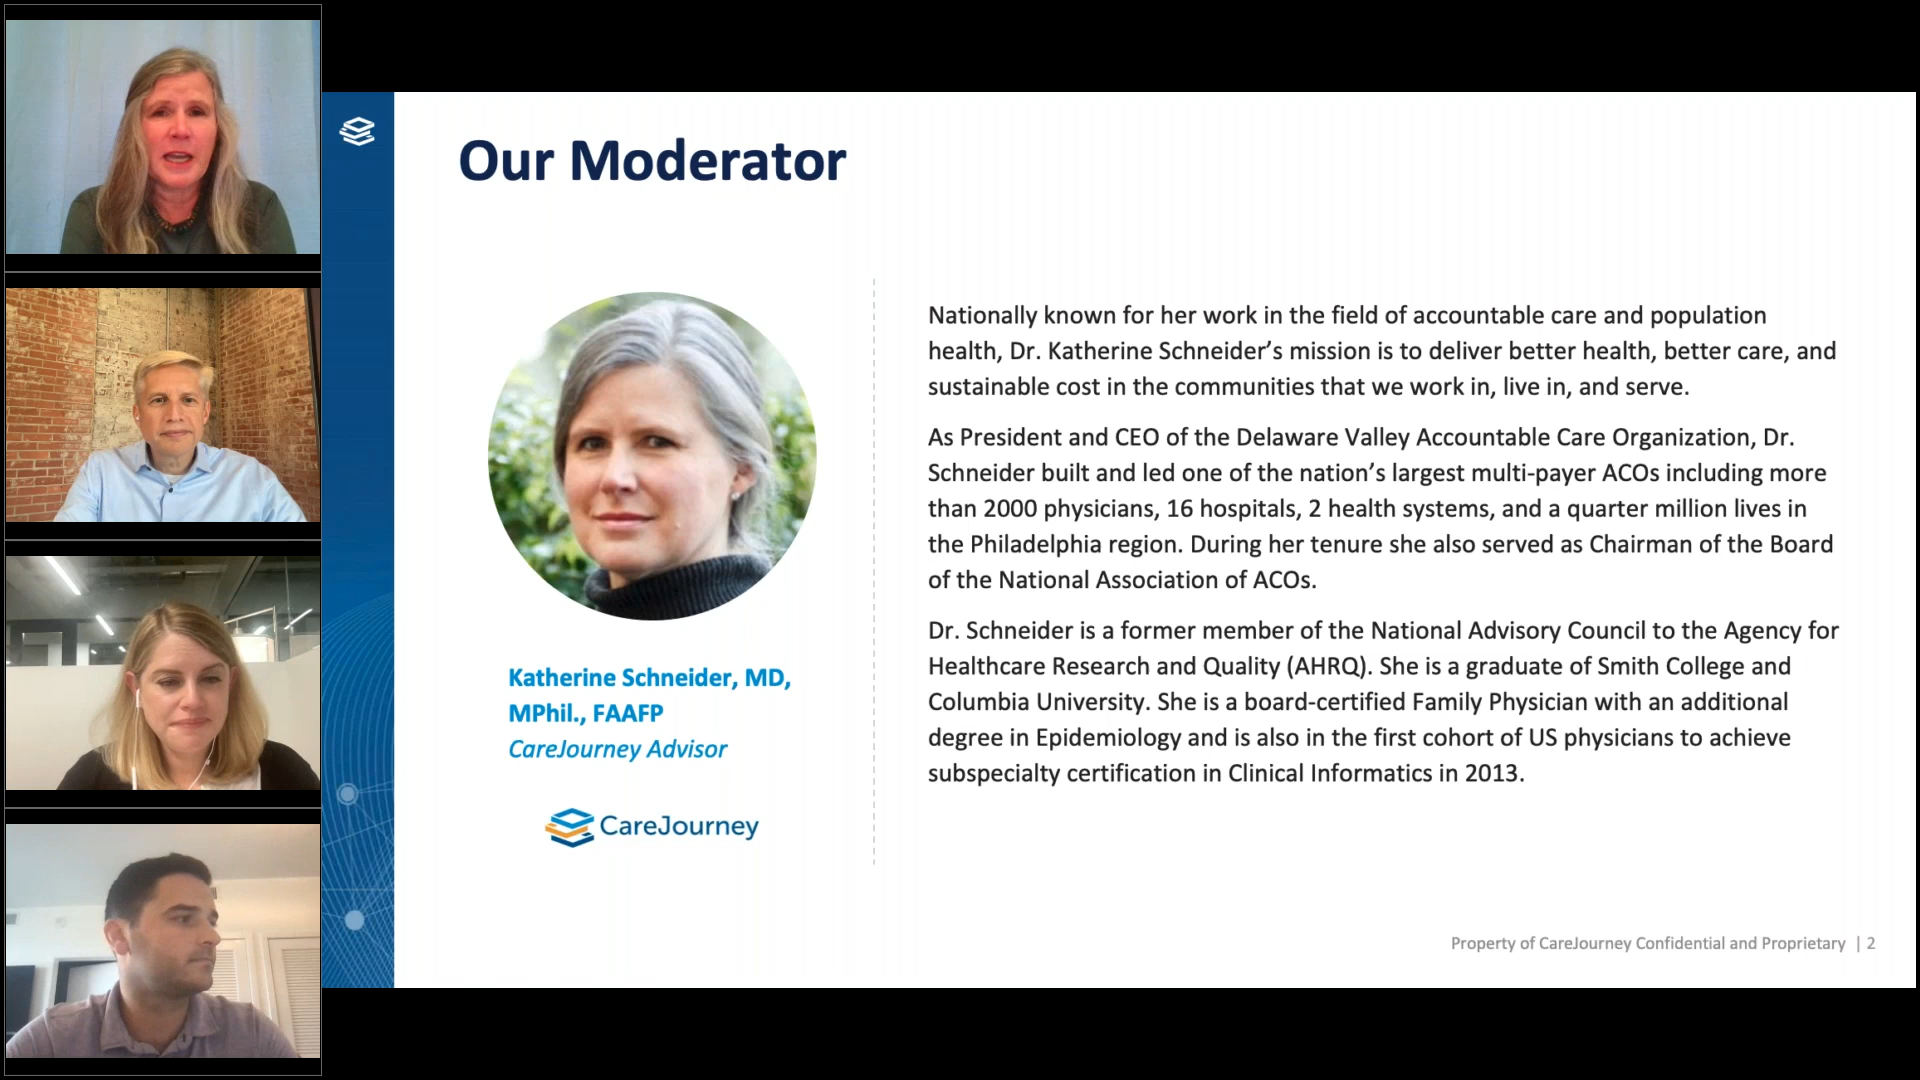 Our Moderator
Katherine Schneider, MD,
MPhil., FAAFP
CareJourney Advisor
CareJourney
Nationally known for her work in the field of accountable care and population
health, Dr. Katherine Schneider’s mission is to deliver better health, better care, and
sustainable cost in the communities that we work in, live in, and serve.
As President and CEO of the Delaware Valley Accountable Care Organization, Dr.
Schneider built and led one of the nation’s largest multi-payer ACOs including more
than 2000 physicians, 16 hospitals, 2 health systems, and a quarter million lives in
the Philadelphia region. During her tenure she also served as Chairman of the Board
of the National Association of ACOs.
Dr. Schneider is a former member of the National Advisory Council to the Agency for
Healthcare Research and Quality (AHRQ). She is a graduate of Smith College and
Columbia University. She is a board-certified Family Physician with an additional
degree in Epidemiology and is also in the first cohort of US physicians to achieve
subspecialty certification in Clinical Informatics in 2013.
Property of CareJourney Confidential and Proprietary | 2